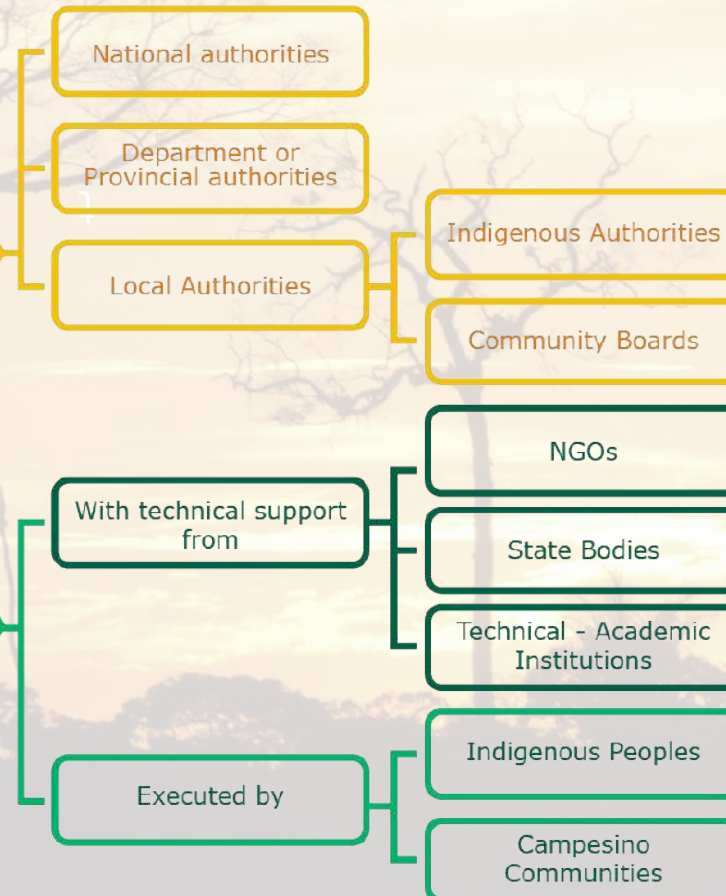 National authorities
Department or
Provincial authorities
Local Authorities
Indigenous Authorities
Community Boards
With technical support
from
NGOs
State Bodies
Technical - Academic
Institutions
Executed by
Indigenous Peoples
Campesino
Communities